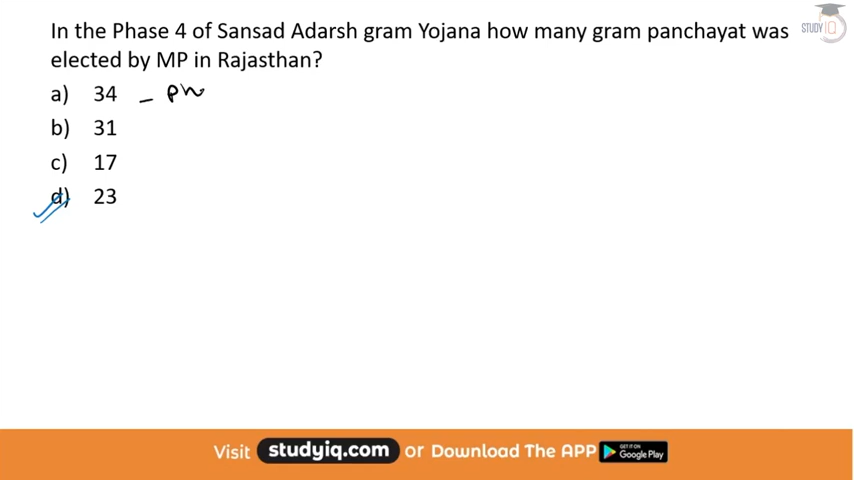 In the Phase 4 of Sansad Adarsh gram Yojana how many gram panchayat was
elected by MP in Rajasthan?
a) 34 – Ph
b) 31
c) 17
d) 23
STUDY IQ
Visit studyiq.com or Download The APP GET IT ON Google Play